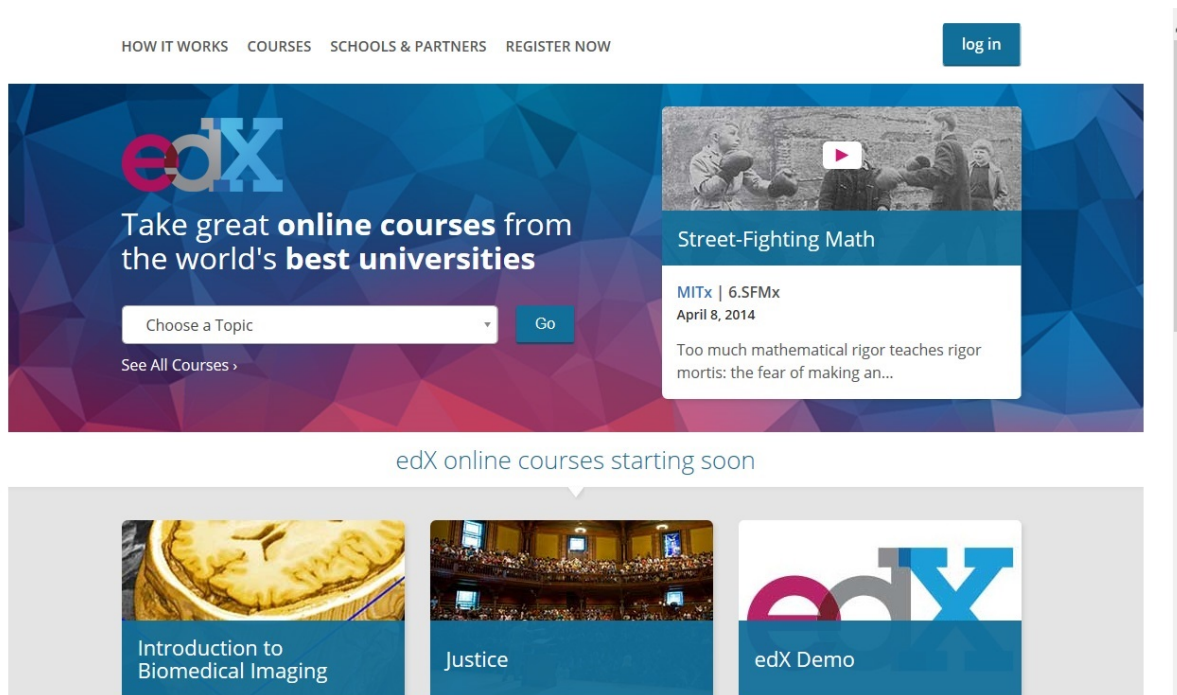 HOW IT WORKS COURSES SCHOOLS & PARTNERS REGISTER NOW log in
edX
Take great online courses from
the world's best universities
Choose a Topic Go
See All Courses ›
Street-Fighting Math
MITx | 6.SFMx
April 8, 2014
Too much mathematical rigor teaches rigor
mortis: the fear of making an...
edX online courses starting soon
Introduction to
Biomedical Imaging
Justice
edX
edX Demo